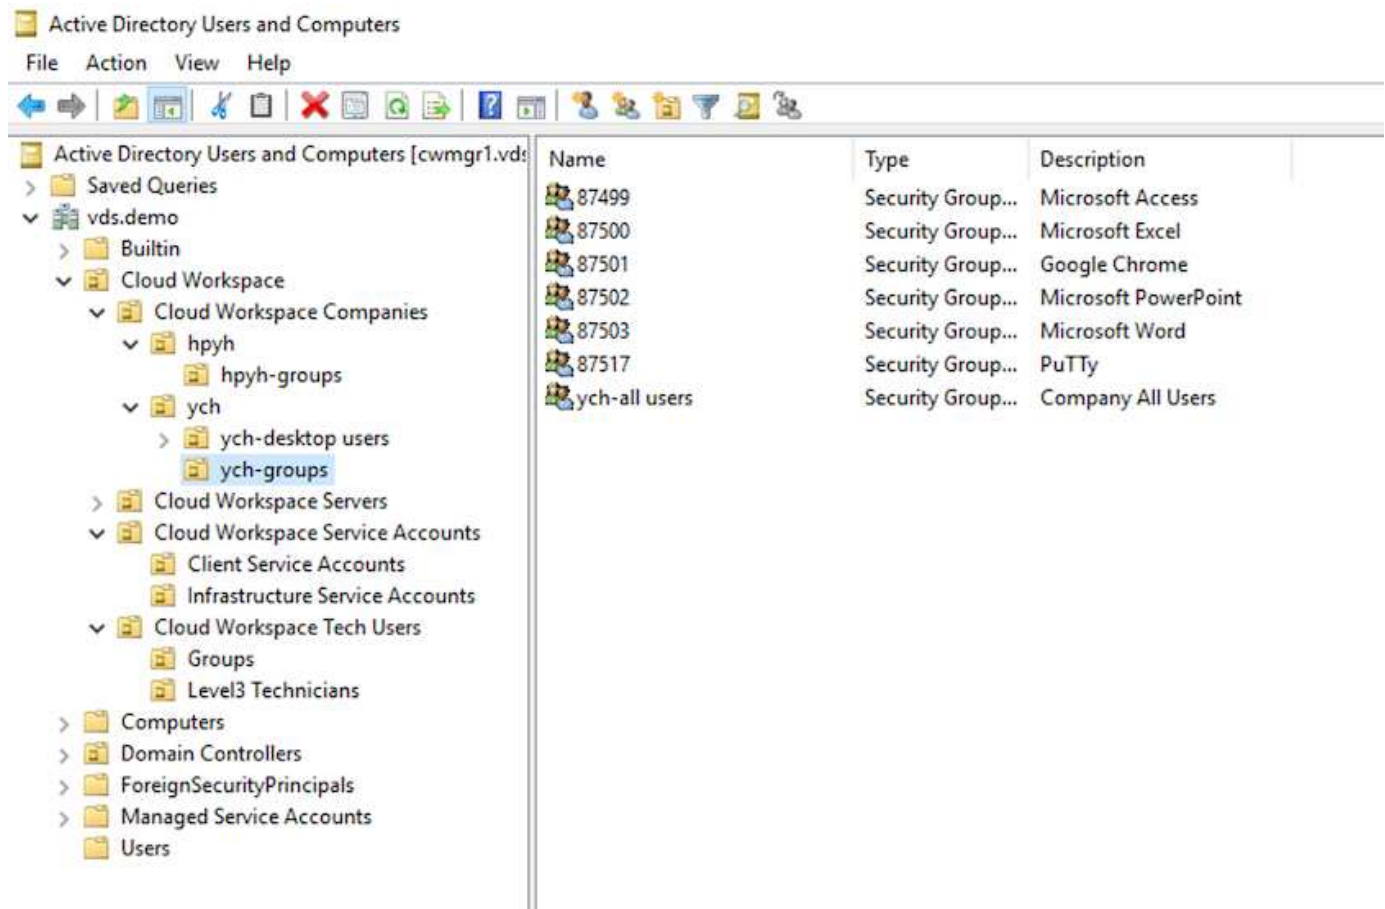 Active Directory Users and Computers
File Action View Help
Active Directory Users and Computers [cwmgr1.vds
Saved Queries
vds.demo
Builtin
Cloud Workspace
Cloud Workspace Companies
hpyh
hpyh-groups
ych
ych-desktop users
ych-groups
Cloud Workspace Servers
Cloud Workspace Service Accounts
Client Service Accounts
Infrastructure Service Accounts
Cloud Workspace Tech Users
Groups
Level3 Technicians
Computers
Domain Controllers
ForeignSecurityPrincipals
Managed Service Accounts
Users
Name Type Description
87499 Security Group... Microsoft Access
87500 Security Group... Microsoft Excel
87501 Security Group... Google Chrome
87502 Security Group... Microsoft PowerPoint
87503 Security Group... Microsoft Word
87517 Security Group... PuTTy
ych-all users Security Group... Company All Users